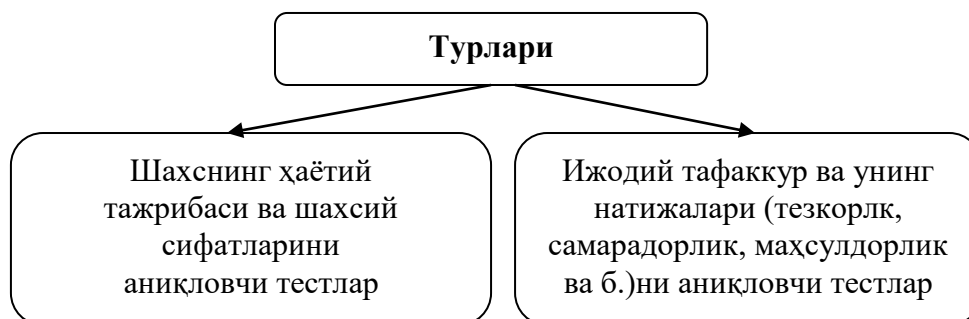 Турлари
Шахснинг ҳаётий
тажрибаси ва шахсий
сифатларини
аниқловчи тестлар
Ижодий тафаккур ва унинг
натижалари (тезкорлк,
самарадорлик, маҳсулдорлик
ва б.)ни аниқловчи тестлар